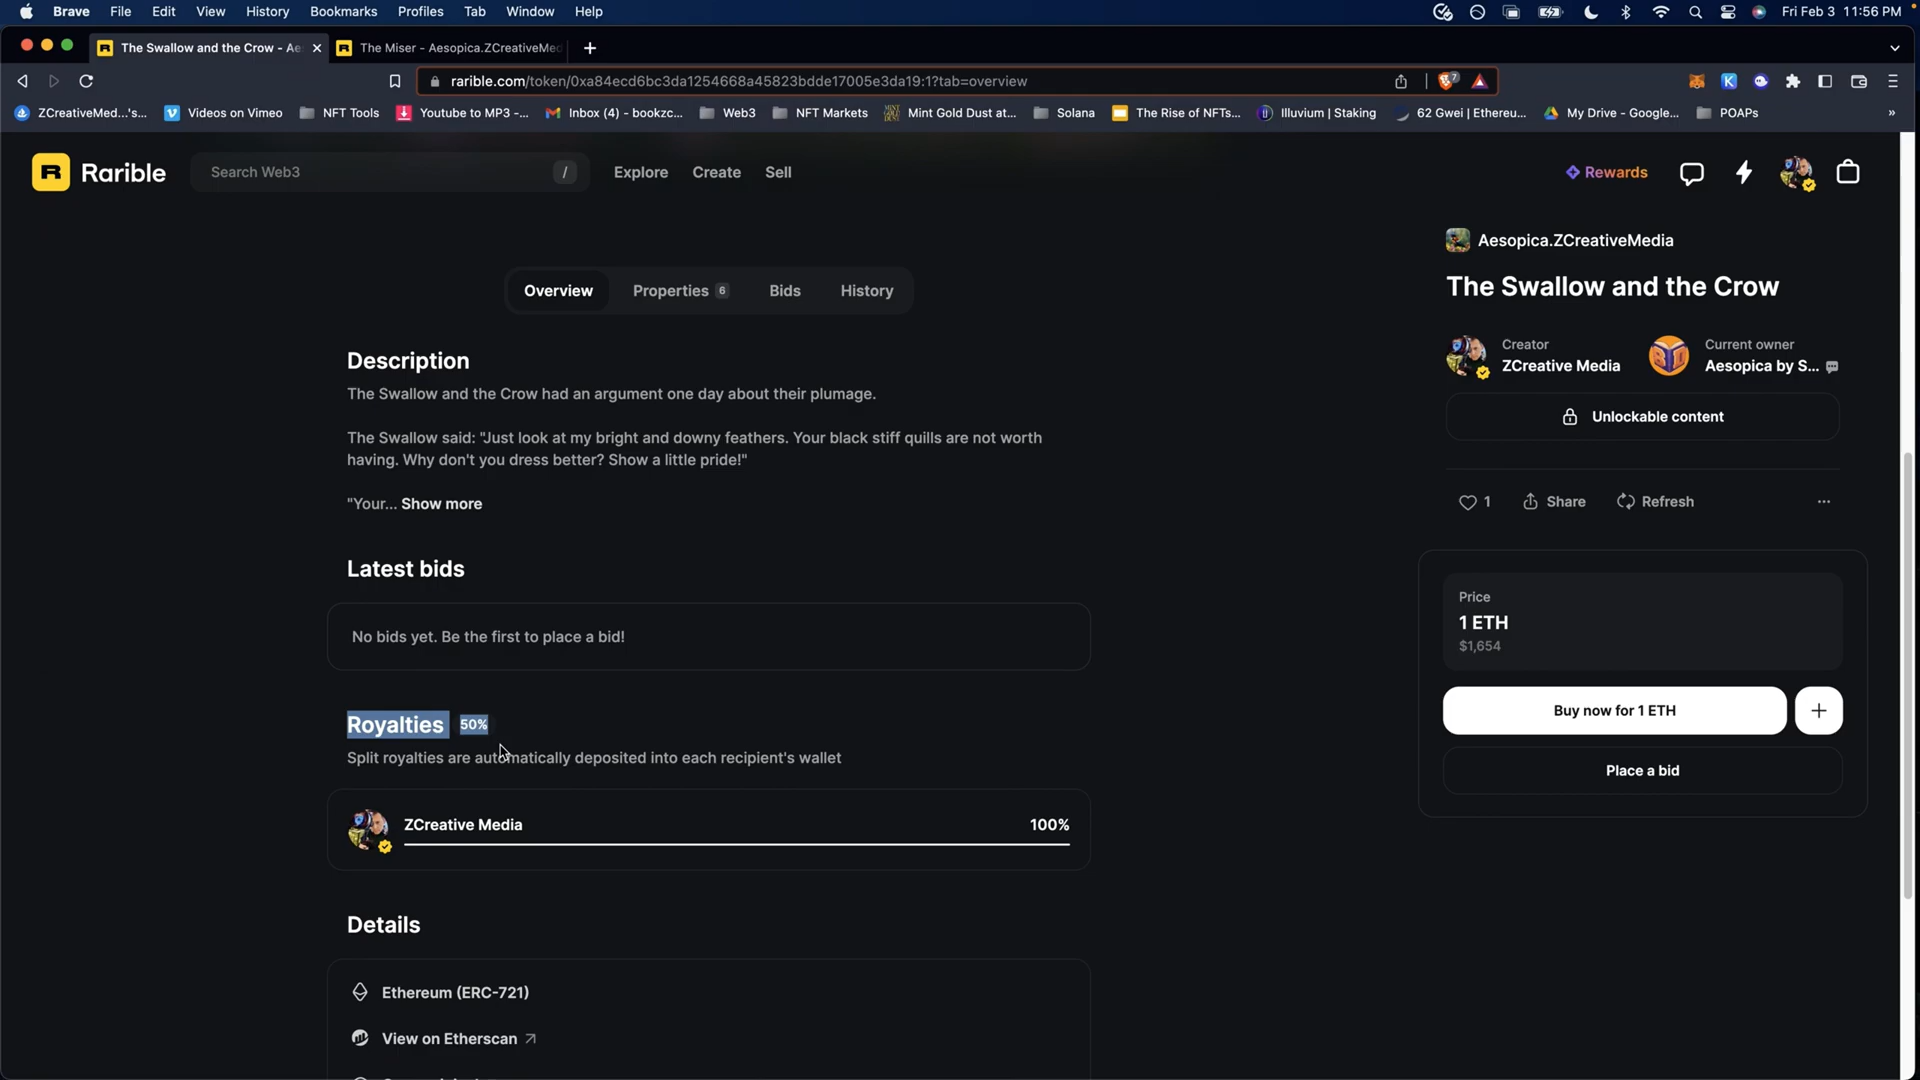 Brave File Edit View History Bookmarks Profiles Tab Window Help
Fri Feb 3 11:56 PM
The Swallow and the Crow - Ae
The Miser - Aesopica.ZCreativeMed
rarible.com/token/0xa84ecd6bc3da1254668a45823bdde17005e3da19:1?tab=overview
7
ZCreativeMed...'s... Videos on Vimeo NFT Tools Youtube to MP3 -... Inbox (4) - bookzc... Web3 NFT Markets Mint Gold Dust at... Solana The Rise of NFTs... Illuvium | Staking 62 Gwei | Ethereu... My Drive - Google... POAPs »
R Rarible
Search Web3 /
Explore Create Sell
Rewards
Overview Properties 6 Bids History
Description
The Swallow and the Crow had an argument one day about their plumage.
The Swallow said: "Just look at my bright and downy feathers. Your black stiff quills are not worth
having. Why don't you dress better? Show a little pride!"
"Your... Show more
Latest bids
No bids yet. Be the first to place a bid!
Royalties 50%
Split royalties are automatically deposited into each recipient's wallet
ZCreative Media 100%
Details
Ethereum (ERC-721)
View on Etherscan
Aesopica.ZCreativeMedia
The Swallow and the Crow
Creator
ZCreative Media
Current owner
Aesopica by S...
Unlockable content
1 Share Refresh ...
Price
1 ETH
$1,654
Buy now for 1 ETH
+
Place a bid